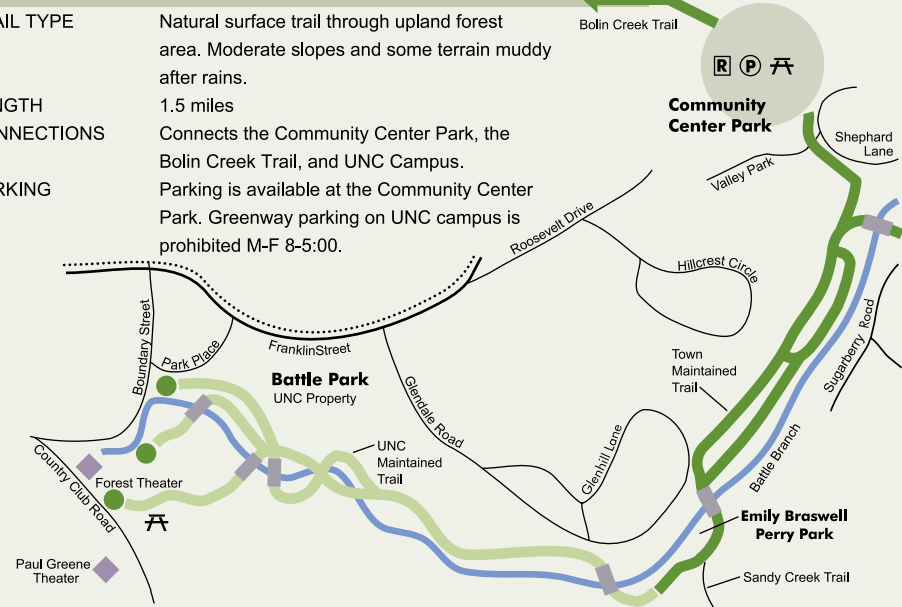 AIL TYPE Natural surface trail through upland forest
area. Moderate slopes and some terrain muddy
after rains.
NGTH 1.5 miles
NNECTIONS Connects the Community Center Park, the
Bolin Creek Trail, and UNC Campus.
RKING Parking is available at the Community Center
Park. Greenway parking on UNC campus is
prohibited M-F 8-5:00.
Bolin Creek Trail
R P
Community
Center Park
Shephard
Lane
Valley Park
Roosevelt Drive
Hillcrest Circle
Boundary Street
Park Place
FranklinStreet
Battle Park
UNC Property
Glendale Road
Town
Maintained
Trail
Sugarberry Road
Glenhill Lane
UNC
Maintained
Trail
Battle Branch
Country Club Road
Forest Theater
Emily Braswell
Perry Park
Paul Greene
Theater
Sandy Creek Trail